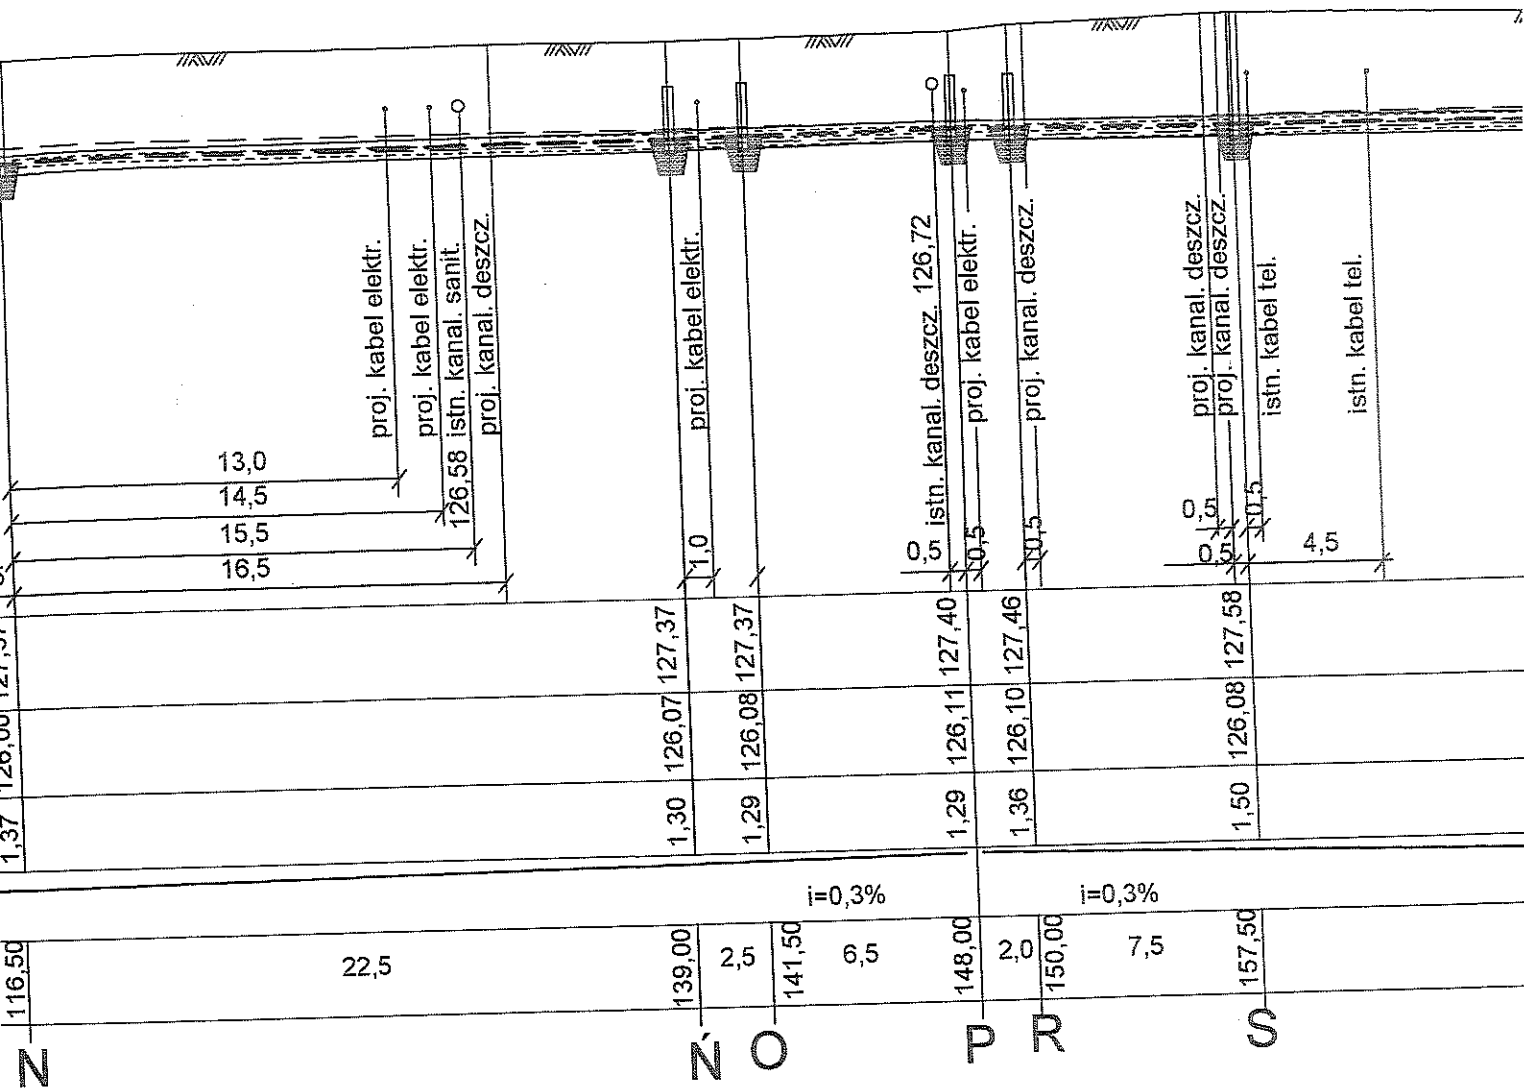 proj. kabel elektr.
proj. kabel elektr.
126,58 istn. kanal. sanit.
proj. kanal. deszcz.
proj. kabel elektr.
istn. kanal. deszcz. 126,72
proj. kabel elektr.
proj. kanal. deszcz.
proj. kanal. deszcz.
proj. kanal. deszcz.
istn. kabel tel.
istn. kabel tel.
13,0
14,5
15,5
16,5
1,0
0,5
0,5
0,5
0,5
0,5
0,5
4,5
127,37
127,37
127,40
127,46
127,58
126,07
126,08
126,11
126,10
126,08
1,37
1,30
1,29
1,29
1,36
1,50
i=0,3%
i=0,3%
116,50
22,5
139,00
2,5
141,50
6,5
148,00
2,0
150,00
7,5
157,50
N
Ń
O
P
R
S